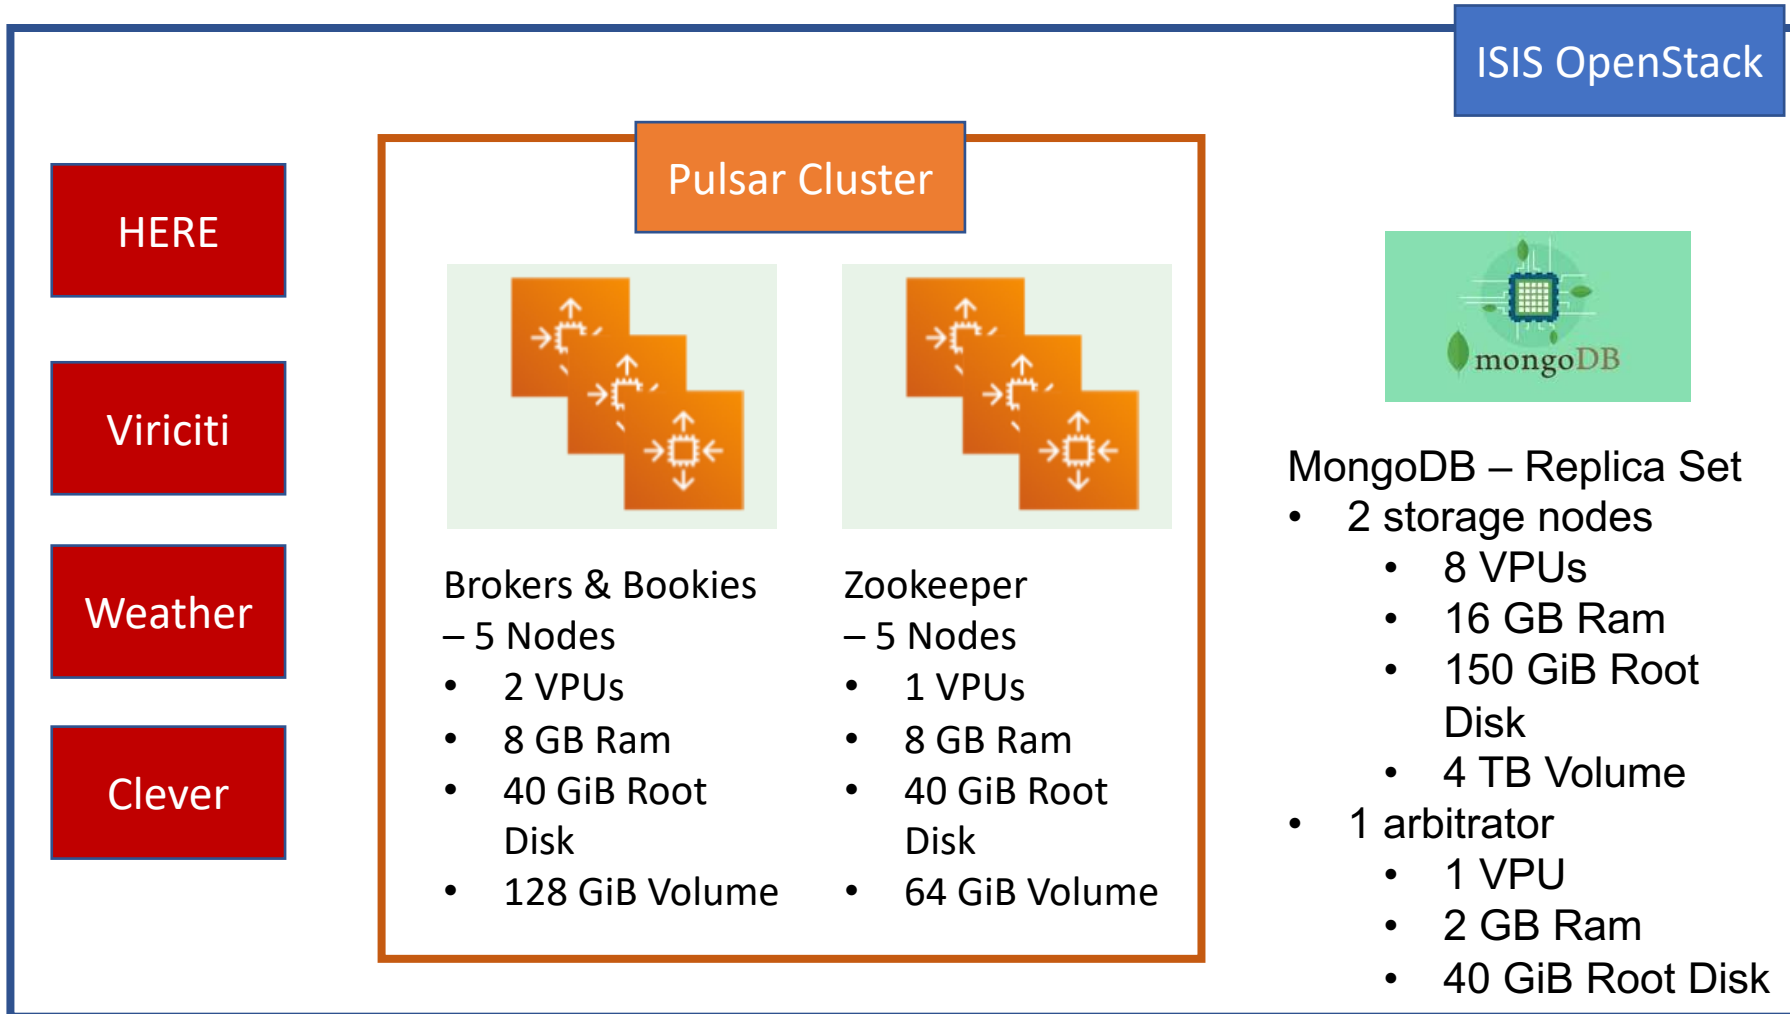 ISIS OpenStack
HERE
Viriciti
Weather
Clever
Pulsar Cluster
Brokers & Bookies
– 5 Nodes
• 2 VPUs
• 8 GB Ram
• 40 GiB Root
Disk
• 128 GiB Volume
Zookeeper
– 5 Nodes
• 1 VPUs
• 8 GB Ram
• 40 GiB Root
Disk
• 64 GiB Volume
mongoDB
MongoDB – Replica Set
• 2 storage nodes
• 8 VPUs
• 16 GB Ram
• 150 GiB Root
Disk
• 4 TB Volume
• 1 arbitrator
• 1 VPU
• 2 GB Ram
• 40 GiB Root Disk